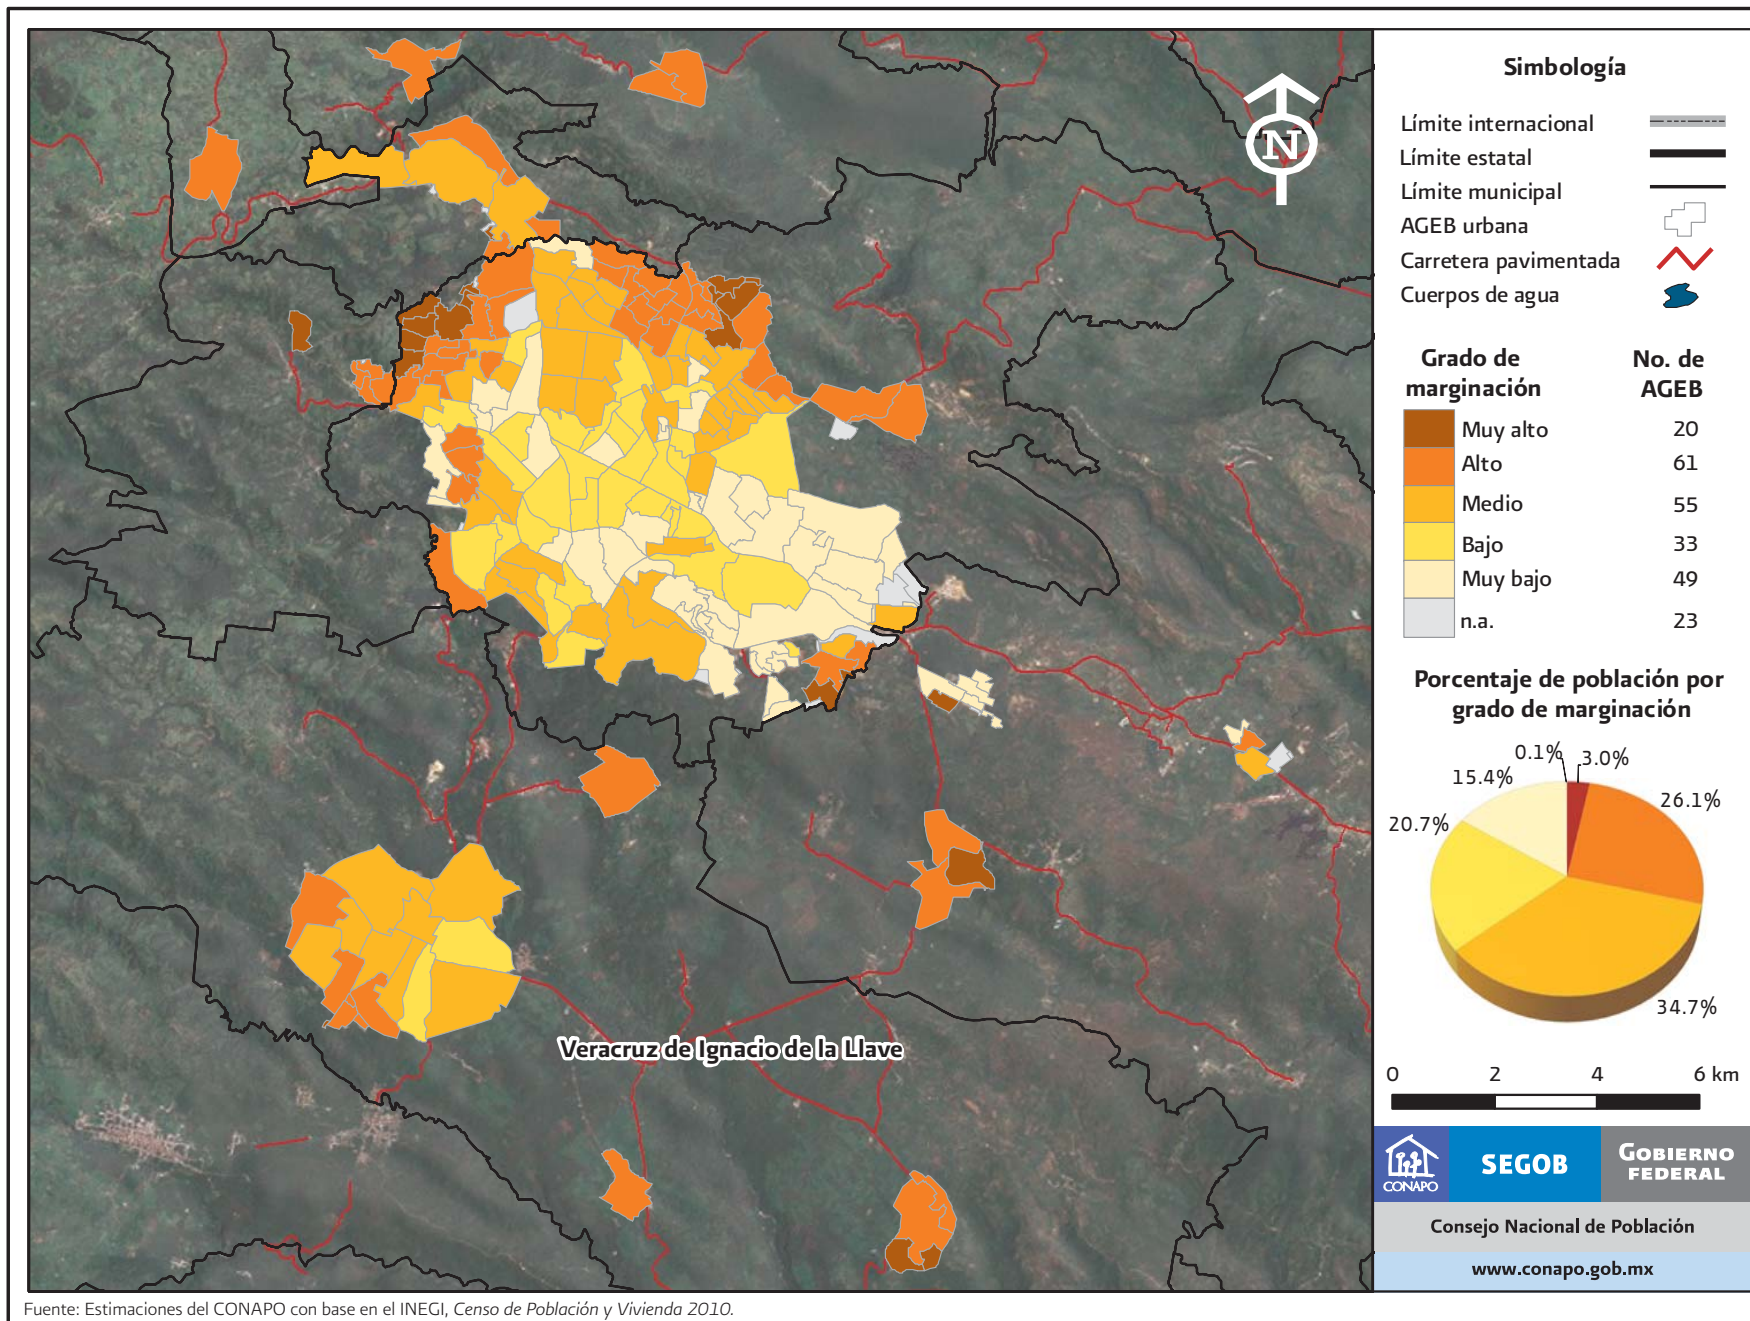 N
Veracruz de Ignacio de la Llave
Simbología
Límite internacional
Límite estatal
Límite municipal
AGEB urbana
Carretera pavimentada
Cuerpos de agua
Grado de marginación No. de AGEB
Muy alto 20
Alto 61
Medio 55
Bajo 33
Muy bajo 49
n.a. 23
Porcentaje de población por
grado de marginación
0.1%
3.0%
15.4%
26.1%
20.7%
34.7%
0 2 4 6 km
CONAPO
SEGOB
GOBIERNO
FEDERAL
Consejo Nacional de Población
www.conapo.gob.mx
Fuente: Estimaciones del CONAPO con base en el INEGI, Censo de Población y Vivienda 2010.